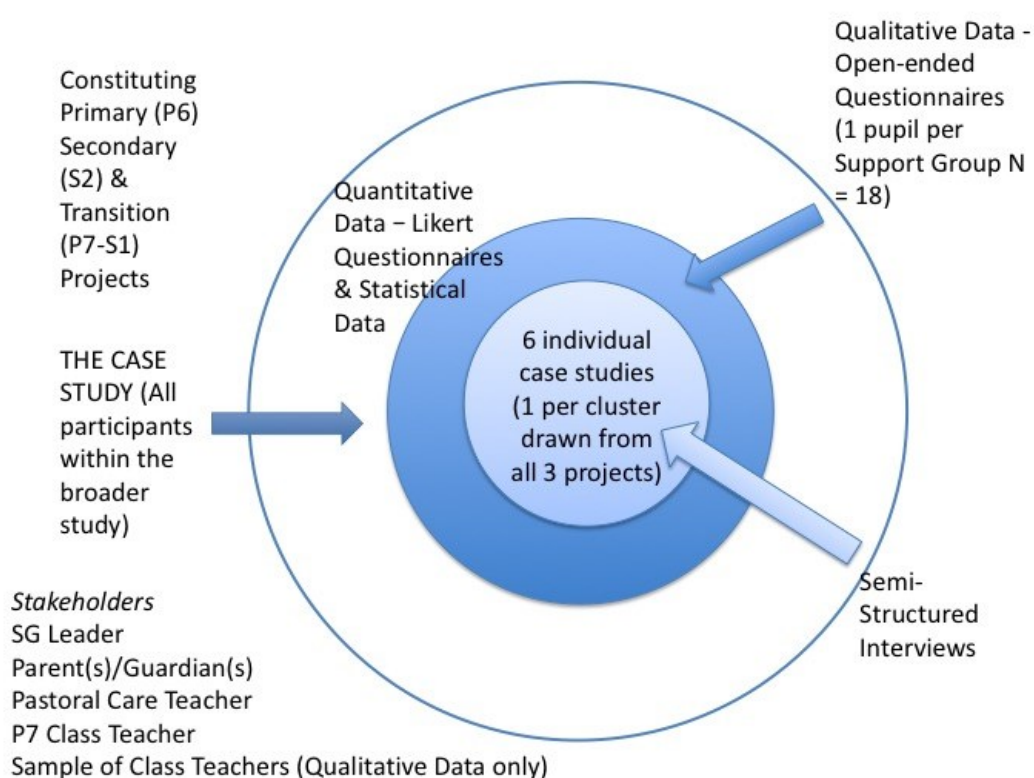 Constituting
Primary (P6)
Secondary
(S2) &
Transition
(P7-S1)
Projects
THE CASE
STUDY (All
participants
within the
broader
study)
Stakeholders
SG Leader
Parent(s)/Guardian(s)
Pastoral Care Teacher
P7 Class Teacher
Sample of Class Teachers (Qualitative Data only)
Quantitative
Data – Likert
Questionnaires
& Statistical
Data
6 individual
case studies
(1 per cluster
drawn from
all 3 projects)
Qualitative Data -
Open-ended
Questionnaires
(1 pupil per
Support Group N
= 18)
Semi-
Structured
Interviews